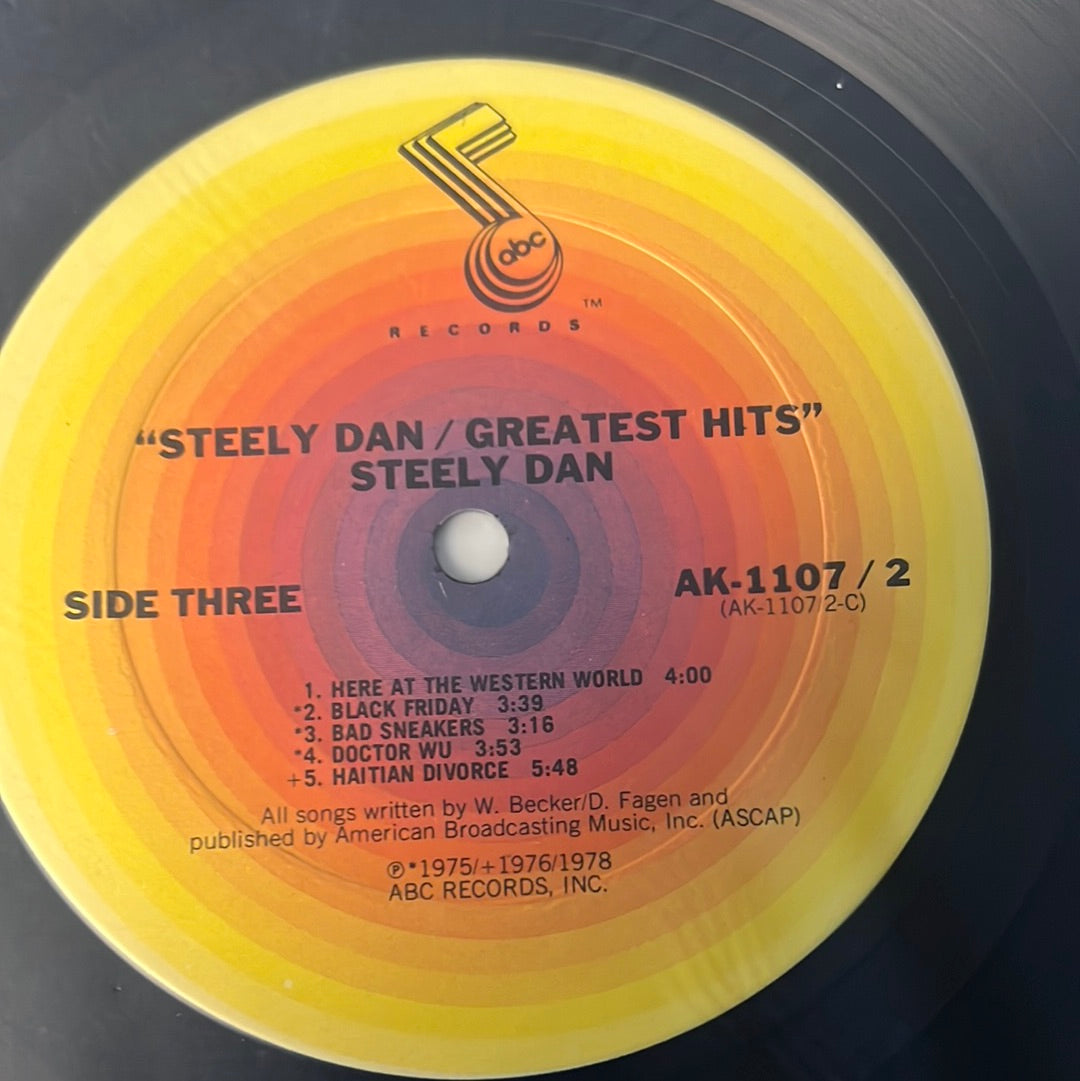 abc
TM
RECORDS
“STEELY DAN / GREATEST HITS”
STEELY DAN
SIDE THREE
AK-1107 / 2
(AK-1107 2-C)
1. HERE AT THE WESTERN WORLD 4:00
*2. BLACK FRIDAY 3:39
*3. BAD SNEAKERS 3:16
*4. DOCTOR WU 3:53
+5. HAITIAN DIVORCE 5:48
All songs written by W. Becker/D. Fagen and
published by American Broadcasting Music, Inc. (ASCAP)
℗*1975/+1976/1978
ABC RECORDS, INC.